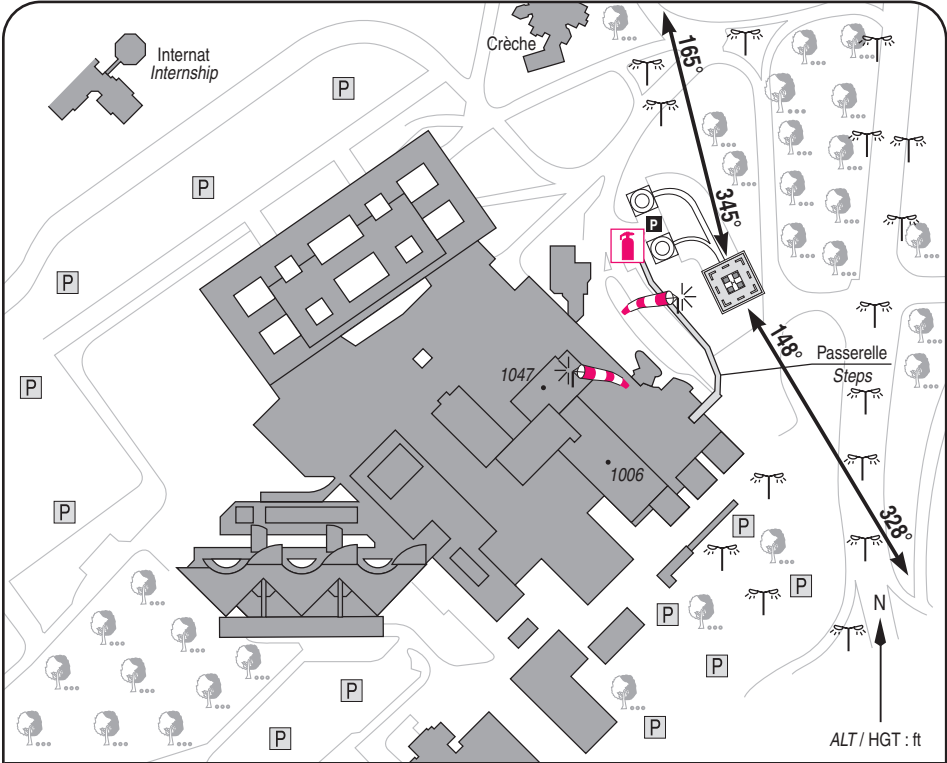 Internat
Internship
Crèche
165°
345°
P
P
P
P
P
P
148°
328°
Passerelle
Steps
1047
1006
P
P
P
P
P
P
P
N
ALT / HGT : ft